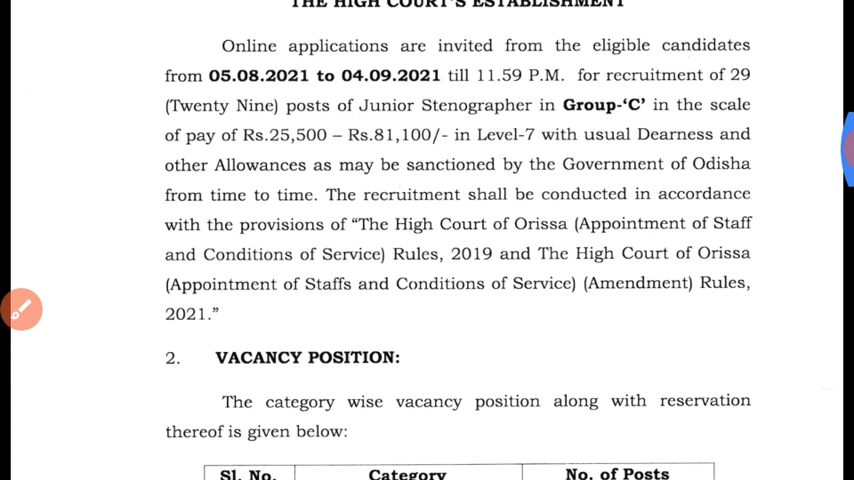 THE HIGH COURT'S ESTABLISHMENT
Online applications are invited from the eligible candidates
from 05.08.2021 to 04.09.2021 till 11.59 P.M. for recruitment of 29
(Twenty Nine) posts of Junior Stenographer in Group-‘C’ in the scale
of pay of Rs.25,500 – Rs.81,100/- in Level-7 with usual Dearness and
other Allowances as may be sanctioned by the Government of Odisha
from time to time. The recruitment shall be conducted in accordance
with the provisions of “The High Court of Orissa (Appointment of Staff
and Conditions of Service) Rules, 2019 and The High Court of Orissa
(Appointment of Staffs and Conditions of Service) (Amendment) Rules,
2021.”
2. VACANCY POSITION:
The category wise vacancy position along with reservation
thereof is given below:
Sl. No. Category No. of Posts